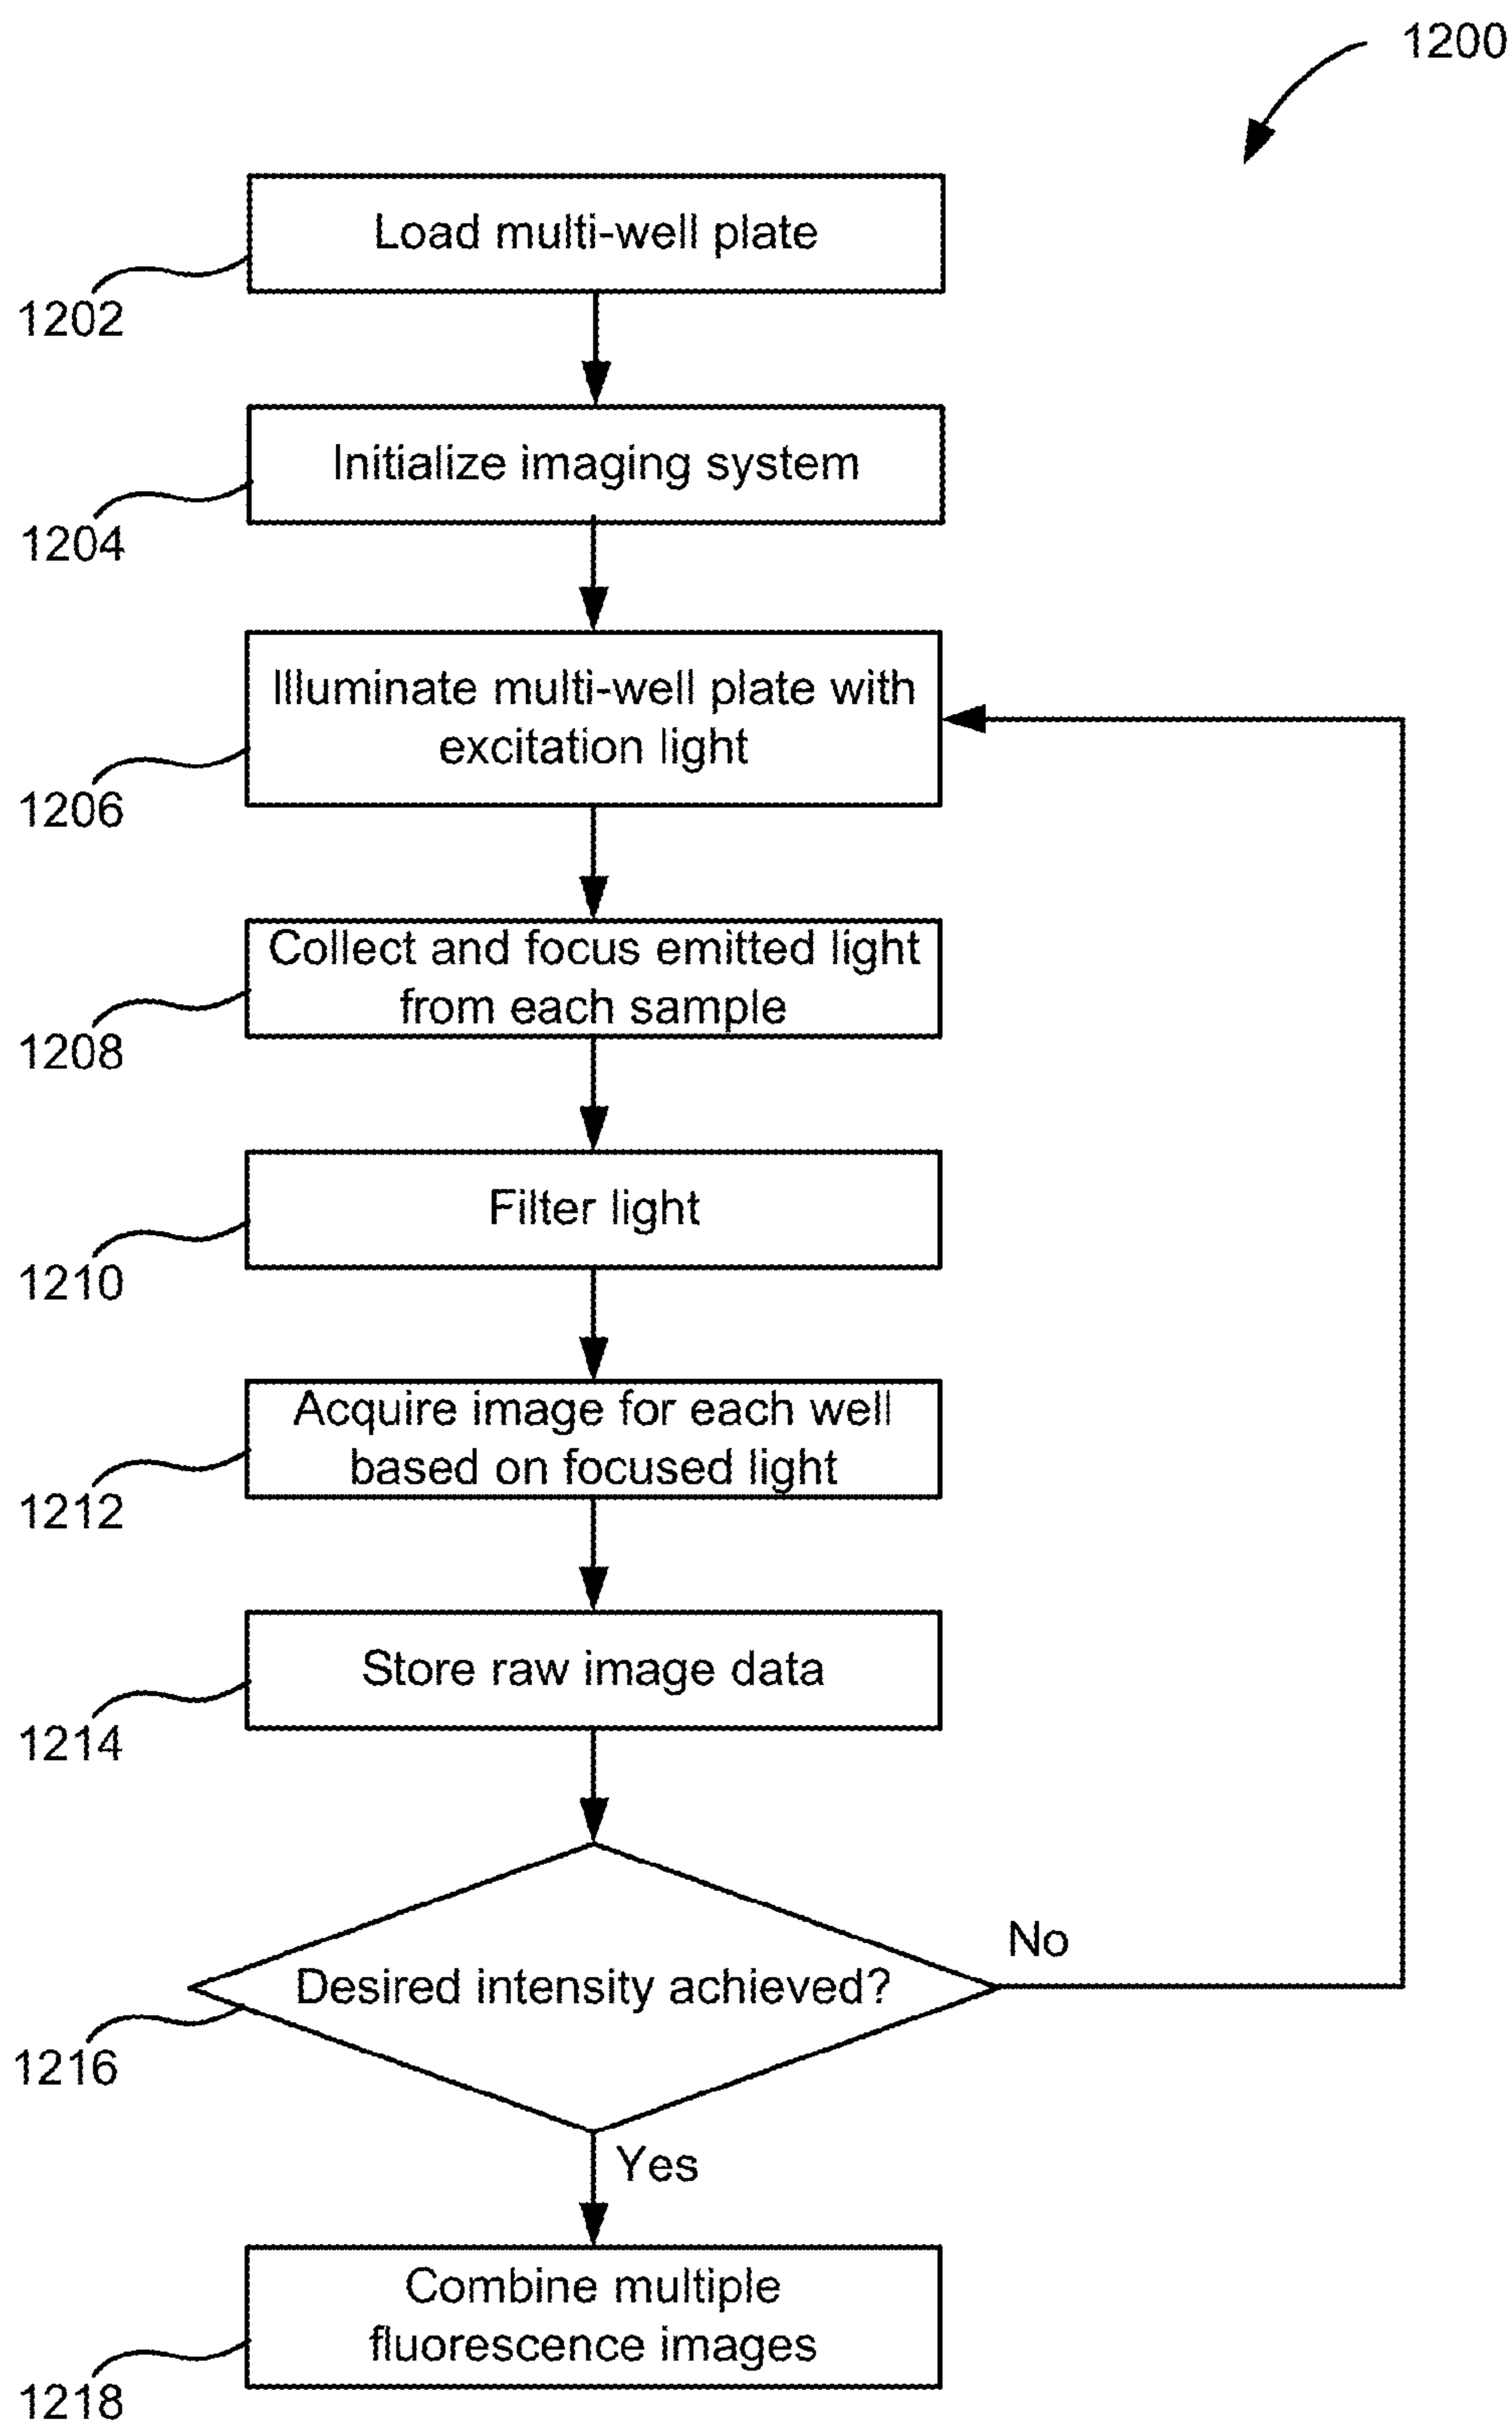 1200
Load multi-well plate
1202
Initialize imaging system
1204
Illuminate multi-well plate with
excitation light
1206
Collect and focus emitted light
from each sample
1208
Filter light
1210
Acquire image for each well
based on focused light
1212
Store raw image data
1214
No
Desired intensity achieved?
1216
Yes
Combine multiple
fluorescence images
1218